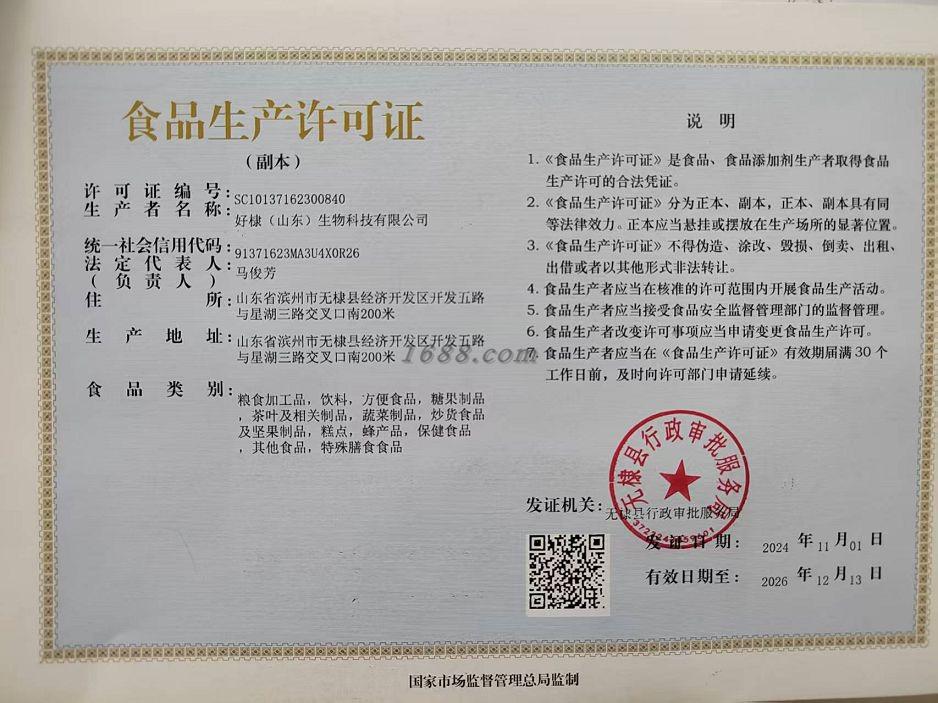 食品生产许可证
(副本)
许可证编号:SC10137162300840
生产者名称:好棣（山东）生物科技有限公司
统一社会信用代码:91371623MA3U4XOR26
法定代表人:马俊芳
(负责人)
住所:山东省滨州市无棣县经济开发区开发五路
与星湖三路交叉口南200米
生产地址:山东省滨州市无棣县经济开发区开发五路
与星湖三路交叉口南200米
食品类别:粮食加工品，饮料，方便食品，糖果制品
，茶叶及相关制品，蔬菜制品，炒货食品
及坚果制品，糕点，蜂产品，保健食品
，其他食品，特殊膳食食品
说明
1.《食品生产许可证》是食品、食品添加剂生产者取得食品
生产许可的合法凭证。
2.《食品生产许可证》分为正本、副本，正本、副本具有同
等法律效力。正本应当悬挂或摆放在生产场所的显著位置。
3.《食品生产许可证》不得伪造、涂改、毁损、倒卖、出租、
出借或者以其他形式非法转让。
4. 食品生产者应当在核准的许可范围内开展食品生产活动。
5. 食品生产者应当接受食品安全监督管理部门的监督管理。
6. 食品生产者改变许可事项应当申请变更食品生产许可。
7. 食品生产者应当在《食品生产许可证》有效期届满30个
工作日前，及时向许可部门申请延续。
1688.com
无棣县行政审批服务局
发证机关:无棣县行政审批服务局
发证日期: 2024年11月01日
有效日期至: 2026年12月13日
国家市场监督管理总局监制